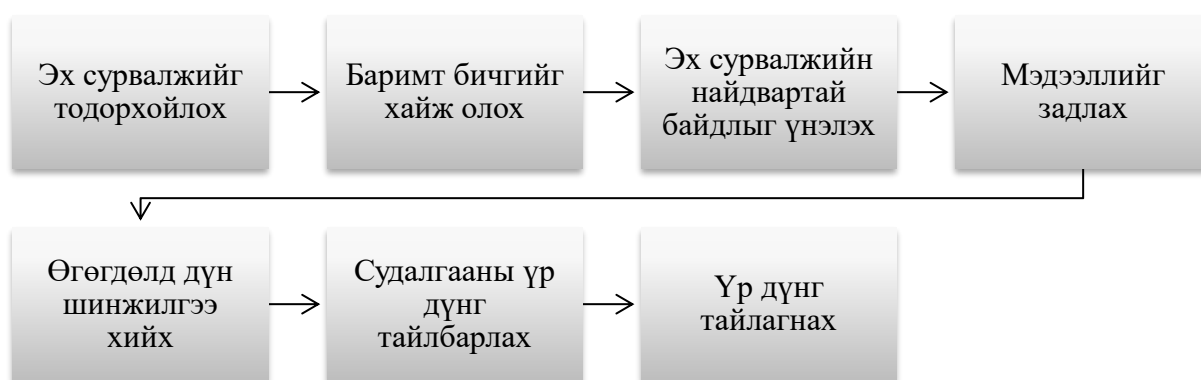 Эх сурвалжийг
тодорхойлох
Баримт бичгийг
хайж олох
Эх сурвалжийн
найдвартай
байдлыг үнэлэх
Мэдээллийг
задлах
Өгөгдөлд дүн
шинжилгээ
хийх
Судалгааны үр
дүнг
тайлбарлах
Үр дүнг
тайлагнах